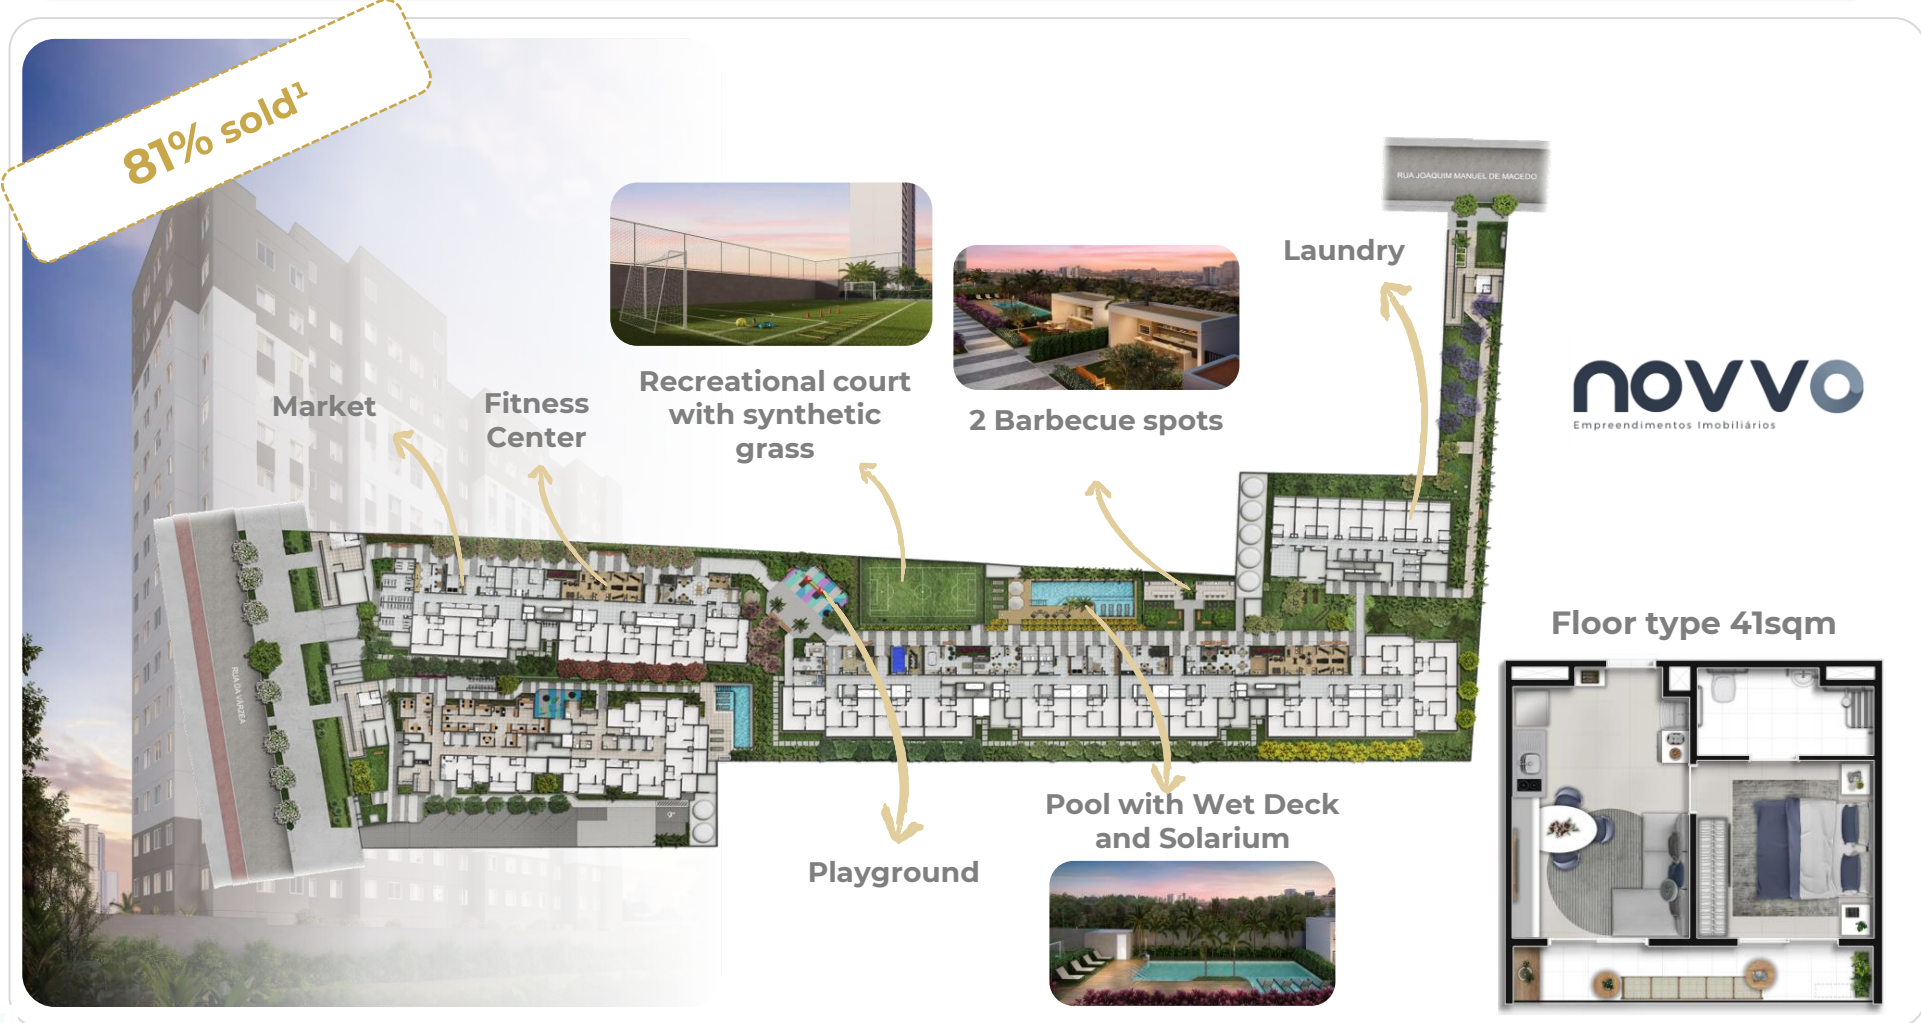 81% sold¹
RUA JOAQUIM MANUEL DE MACEDO
Laundry
Recreational court
with synthetic
grass
2 Barbecue spots
Market
Fitness
Center
novvo
Empreendimentos Imobiliários
RUA DA VÁRZEA
Floor type 41sqm
Pool with Wet Deck
and Solarium
Playground